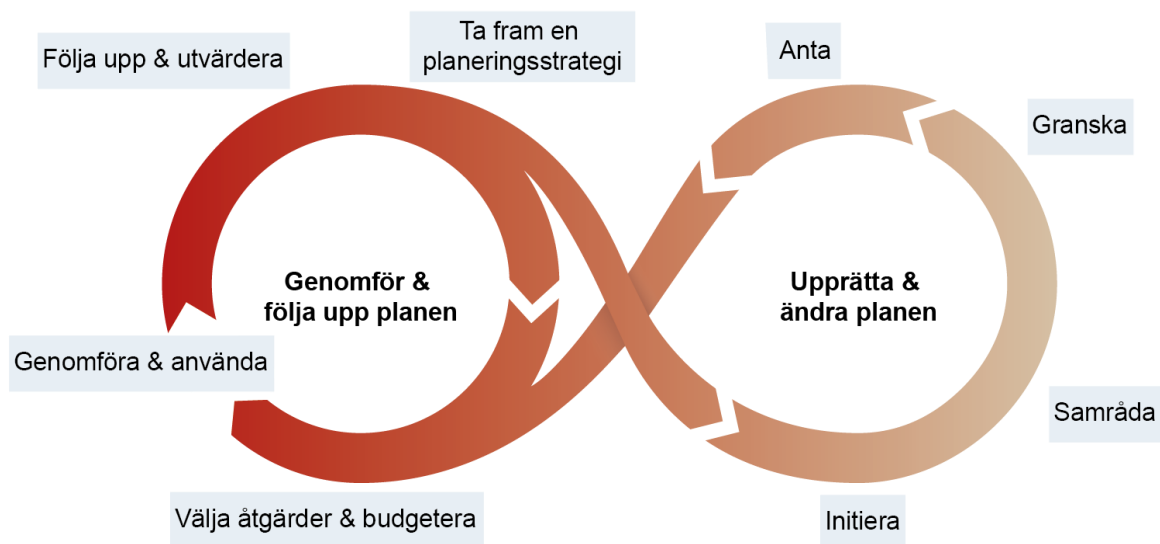 Följa upp & utvärdera
Ta fram en
planeringsstrategi
Anta
Granska
Genomför &
följa upp planen
Upprätta &
ändra planen
Genomföra & använda
Samråda
Välja åtgärder & budgetera
Initiera